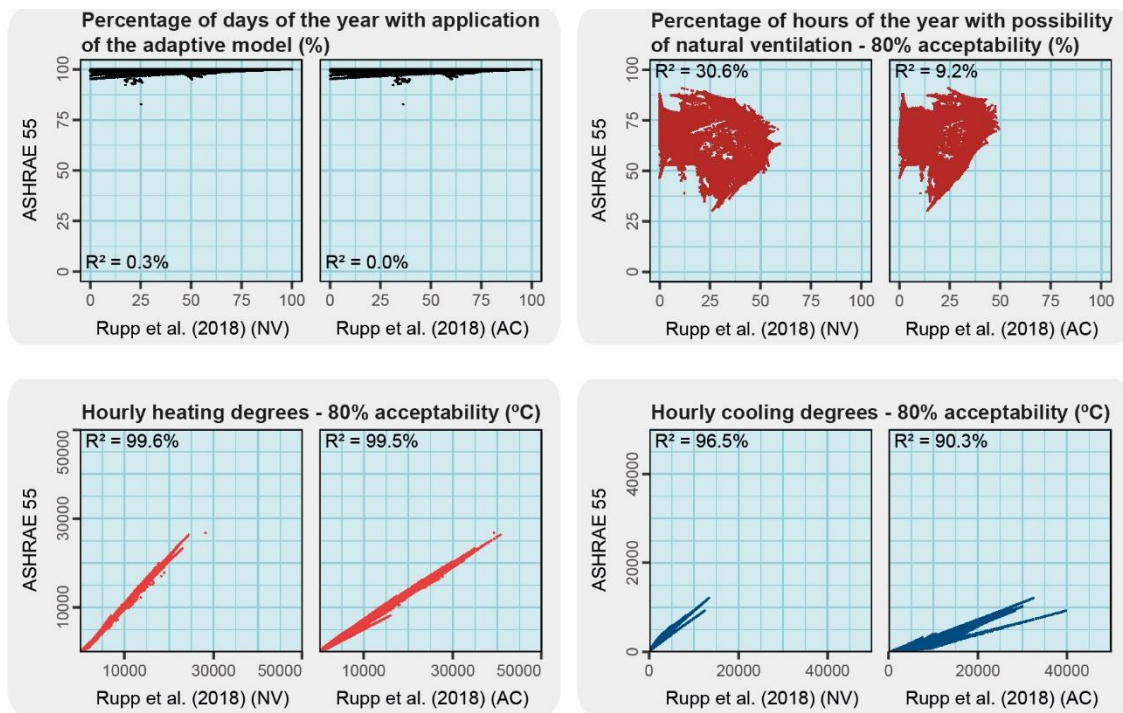 Percentage of days of the year with application
of the adaptive model (%)
ASHRAE 55
100
75
50
25
0
R² = 0.3%
R² = 0.0%
0 25 50 75 100
0 25 50 75 100
Rupp et al. (2018) (NV)
Rupp et al. (2018) (AC)
Percentage of hours of the year with possibility
of natural ventilation - 80% acceptability (%)
R² = 30.6%
R² = 9.2%
ASHRAE 55
100
75
50
25
0
0 25 50 75 100
0 25 50 75 100
Rupp et al. (2018) (NV)
Rupp et al. (2018) (AC)
Hourly heating degrees - 80% acceptability (ºC)
R² = 99.6%
R² = 99.5%
ASHRAE 55
50000
30000
10000
10000 30000 50000
10000 30000 50000
Rupp et al. (2018) (NV)
Rupp et al. (2018) (AC)
Hourly cooling degrees - 80% acceptability (ºC)
R² = 96.5%
R² = 90.3%
ASHRAE 55
40000
20000
0
0 20000 40000
0 20000 40000
Rupp et al. (2018) (NV)
Rupp et al. (2018) (AC)